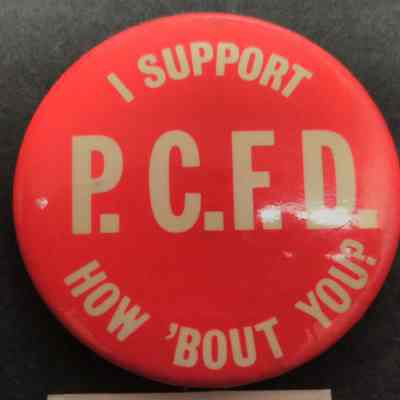 I SUPPORT
P. C.F.D.
HOW 'BOUT YOU?